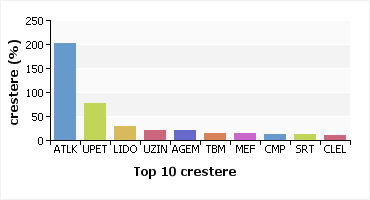 crestere (%)
250
200
150
100
50
0
ATLK UPET LIDO UZIN AGEM TBM MEF CMP SRT CLEL
Top 10 crestere